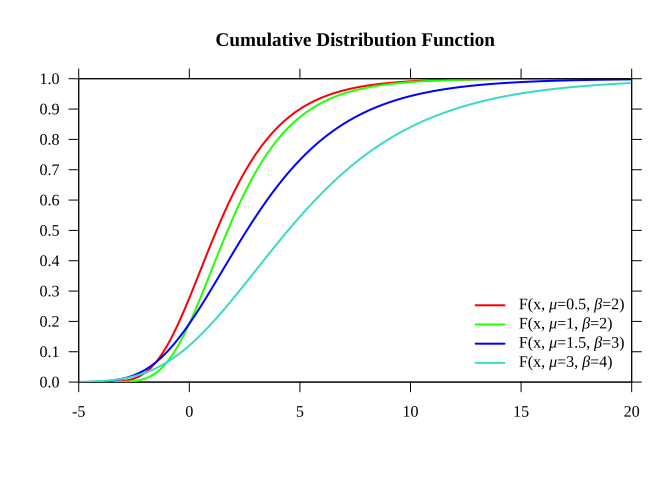 Cumulative Distribution Function
1.0
0.9
0.8
0.7
0.6
0.5
0.4
0.3
0.2
0.1
0.0
F(x, μ=0.5, β=2)
F(x, μ=1, β=2)
F(x, μ=1.5, β=3)
F(x, μ=3, β=4)
-5 0 5 10 15 20